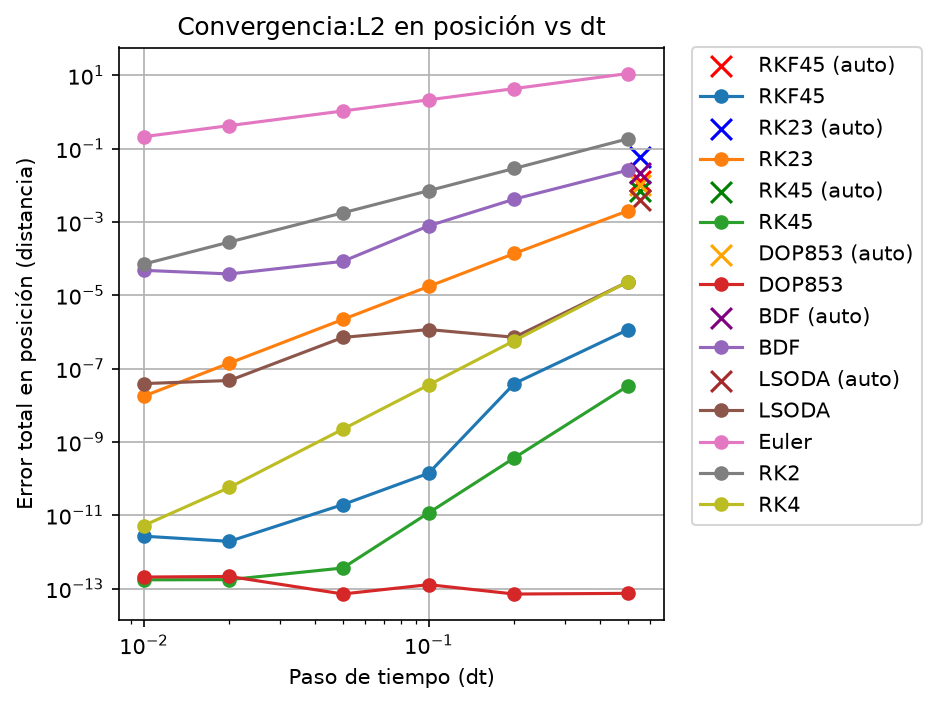 Convergencia:L2 en posición vs dt
Error total en posición (distancia)
10^1
10^-1
10^-3
10^-5
10^-7
10^-9
10^-11
10^-13
10^-2
10^-1
Paso de tiempo (dt)
RKF45 (auto)
RKF45
RK23 (auto)
RK23
RK45 (auto)
RK45
DOP853 (auto)
DOP853
BDF (auto)
BDF
LSODA (auto)
LSODA
Euler
RK2
RK4